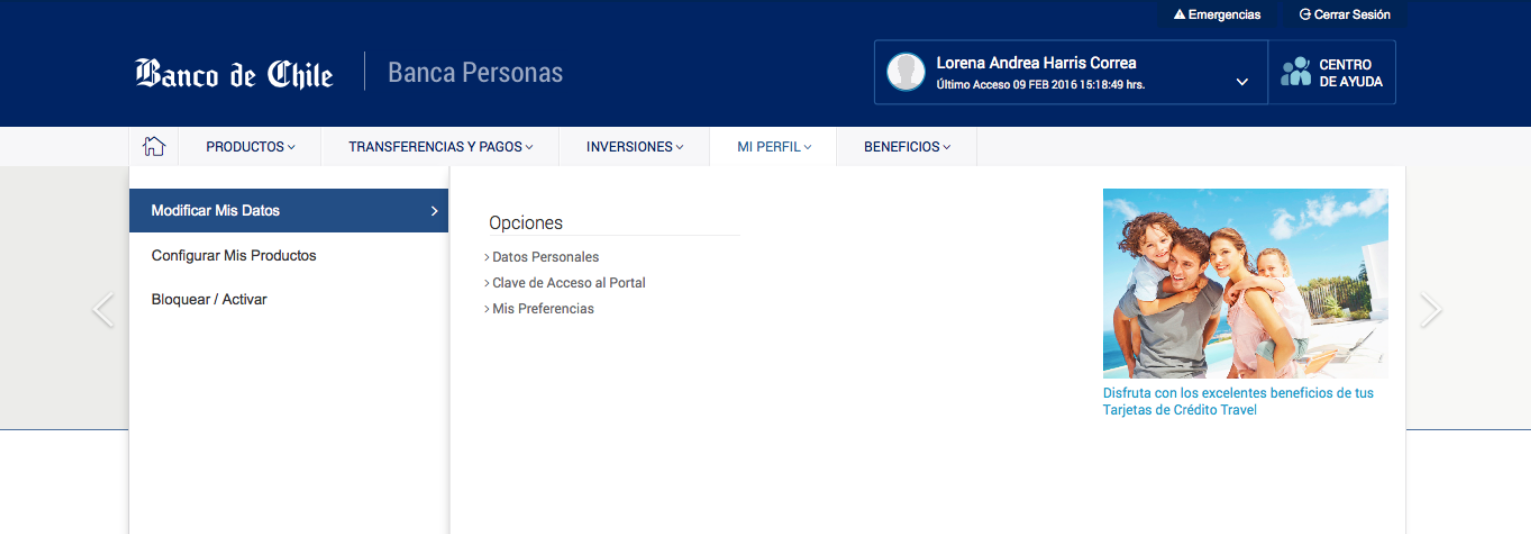 Emergencias
Cerrar Sesión
Banco de Chile
Banca Personas
Lorena Andrea Harris Correa
Último Acceso 09 FEB 2016 15:18:49 hrs.
CENTRO
DE AYUDA
PRODUCTOS
TRANSFERENCIAS Y PAGOS
INVERSIONES
MI PERFIL
BENEFICIOS
Modificar Mis Datos
Configurar Mis Productos
Bloquear / Activar
Opciones
Datos Personales
Clave de Acceso al Portal
Mis Preferencias
Disfruta con los excelentes beneficios de tus
Tarjetas de Crédito Travel